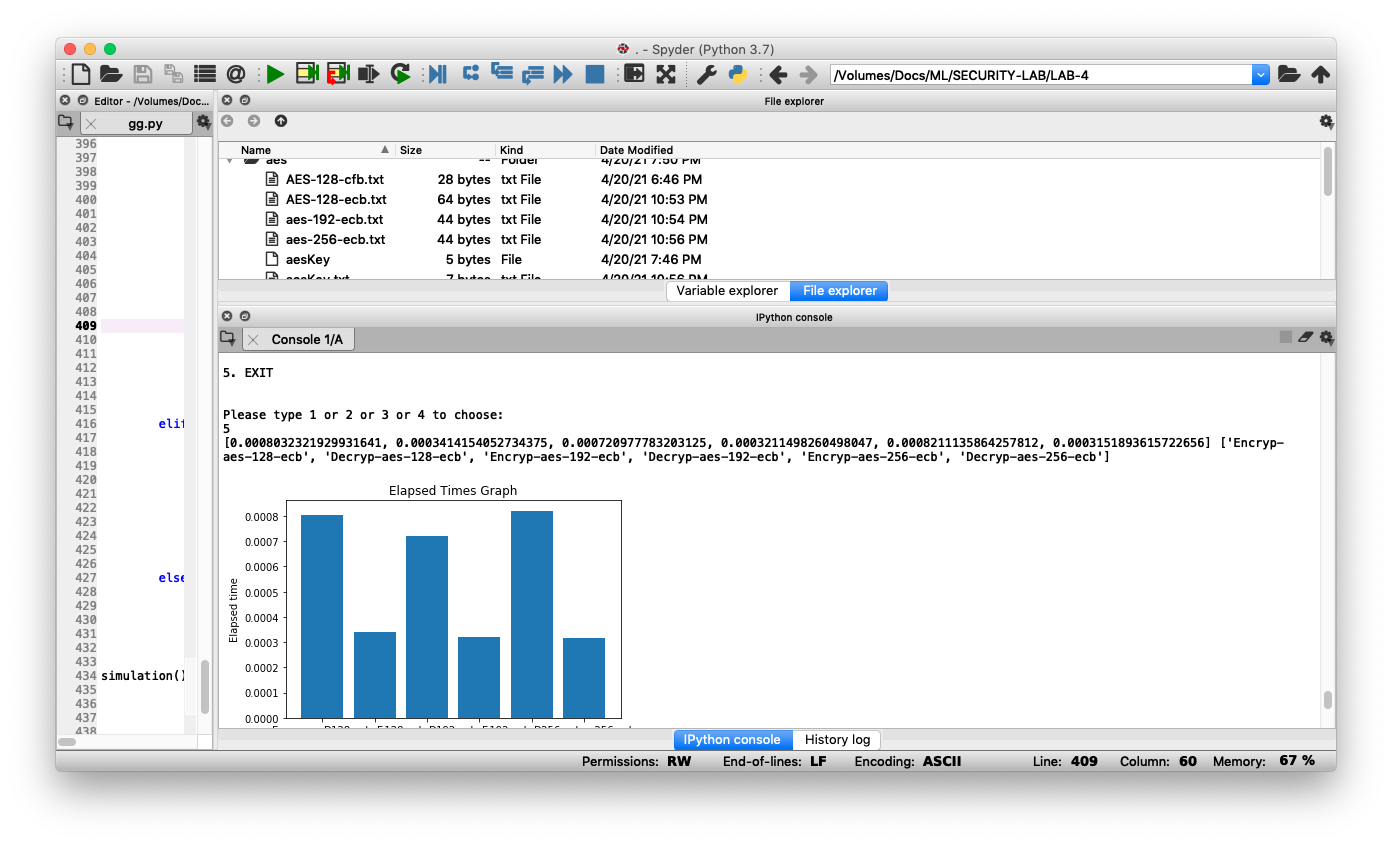 . - Spyder (Python 3.7)
/Volumes/Docs/ML/SECURITY-LAB/LAB-4
Editor - /Volumes/Doc...
File explorer
gg.py
Name Size Kind Date Modified
aes -- Folder 4/20/21 7:50 PM
AES-128-cfb.txt 28 bytes txt File 4/20/21 6:46 PM
AES-128-ecb.txt 64 bytes txt File 4/20/21 10:53 PM
aes-192-ecb.txt 44 bytes txt File 4/20/21 10:54 PM
aes-256-ecb.txt 44 bytes txt File 4/20/21 10:56 PM
aesKey 5 bytes File 4/20/21 7:46 PM
aesKey.txt 7 bytes txt File 4/20/21 10:56 PM
Variable explorer File explorer
IPython console
Console 1/A
396
397
398
399
400
401
402
403
404
405
406
407
408
409
410
411
412
413
414
415
416 elif
417
418
419
420
421
422
423
424
425
426
427 else
428
429
430
431
432
433
434 simulation()
435
436
437
438
5. EXIT
Please type 1 or 2 or 3 or 4 to choose:
5
[0.0008032321929931641, 0.0003414154052734375, 0.000720977783203125, 0.0003211498260498047, 0.0008211135864257812, 0.0003151893615722656] ['Encryp-
aes-128-ecb', 'Decryp-aes-128-ecb', 'Encryp-aes-192-ecb', 'Decryp-aes-192-ecb', 'Encryp-aes-256-ecb', 'Decryp-aes-256-ecb']
Elapsed Times Graph
0.0008
0.0007
0.0006
0.0005
0.0004
0.0003
0.0002
0.0001
0.0000
Elapsed time
IPython console History log
Permissions: RW End-of-lines: LF Encoding: ASCII Line: 409 Column: 60 Memory: 67 %